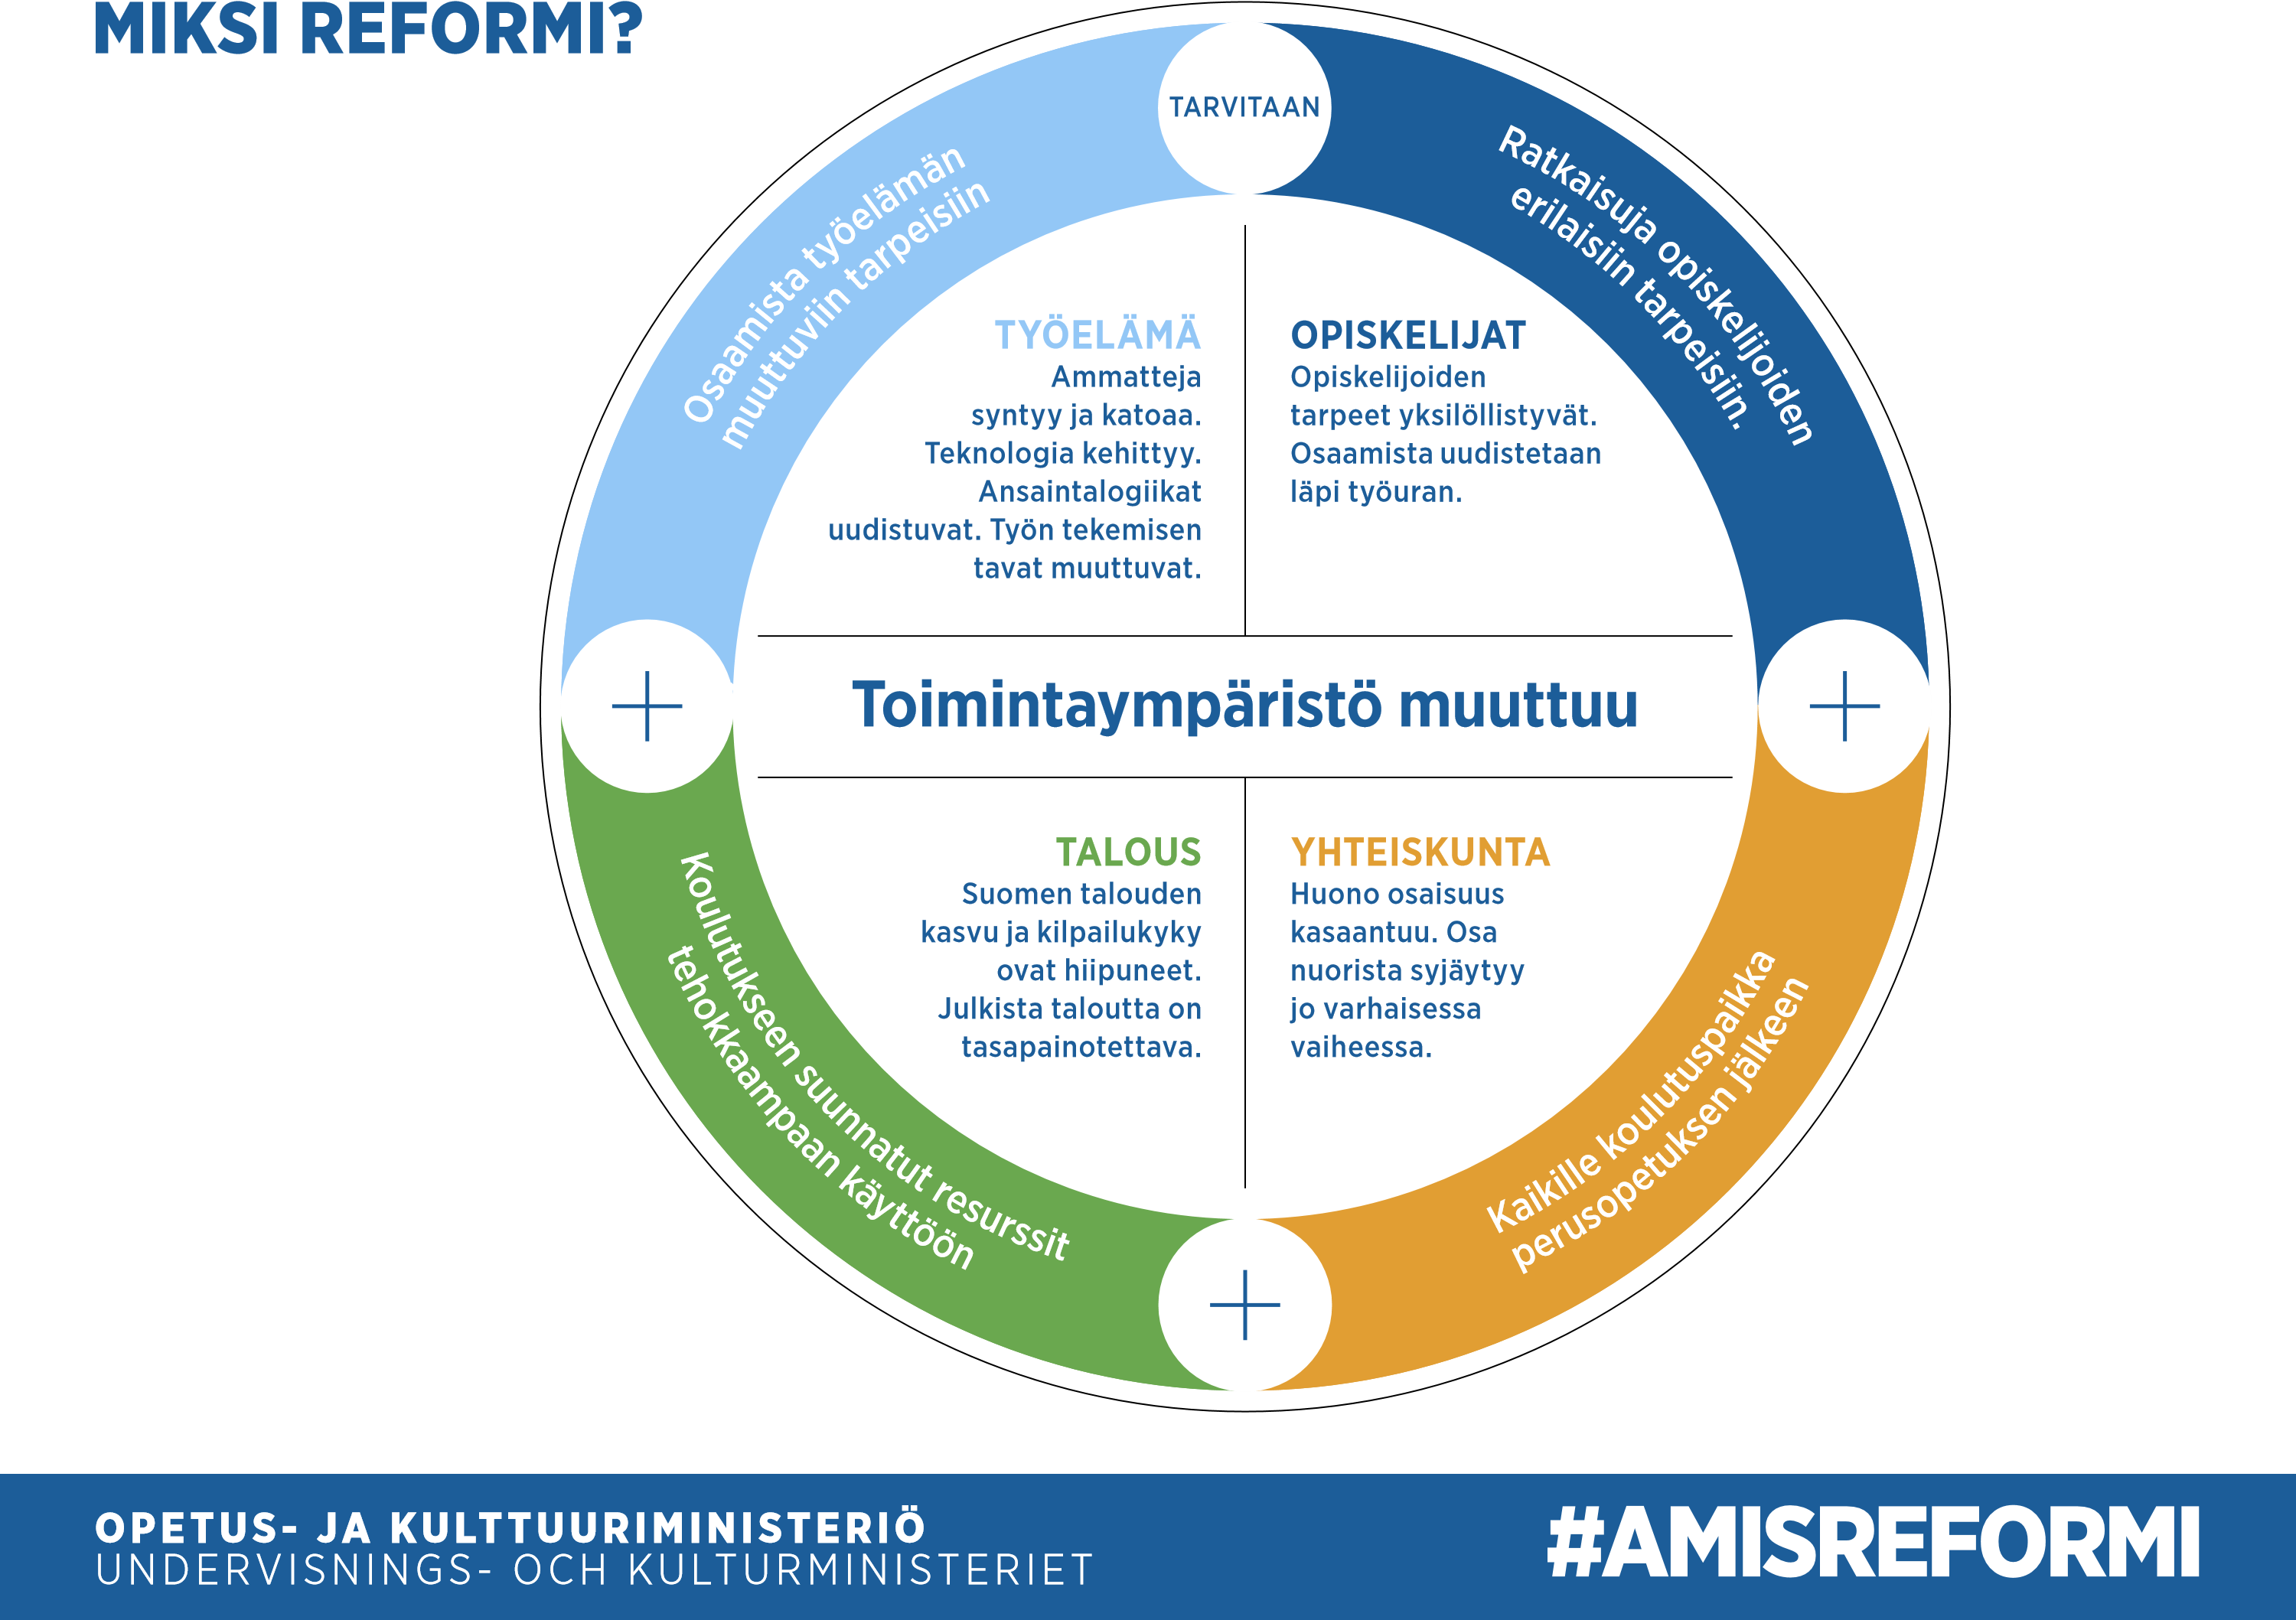 MIKSI REFORMI?
TARVITAAN
Osaamista työelämän
muuttuviin tarpeisiin
Ratkaisuja opiskelijoiden
erilaisiin tarpeisiin.
TYÖELÄMÄ
Ammatteja
syntyy ja katoaa.
Teknologia kehittyy.
Ansaintalogiikat
uudistuvat. Työn tekemisen
tavat muuttuvat.
OPISKELIJAT
Opiskelijoiden
tarpeet yksilöllistyvät.
Osaamista uudistetaan
läpi työuran.
Toimintaympäristö muuttuu
TALOUS
Suomen talouden
kasvu ja kilpailukyky
ovat hiipuneet.
Julkista taloutta on
tasapainotettava.
YHTEISKUNTA
Huono osaisuus
kasaantuu. Osa
nuorista syjäytyy
jo varhaisessa
vaiheessa.
Koulutukseen suunnatut resurssit
tehokkaampaan käyttöön
Kaikille koulutuspaikka
perusopetuksen jälkeen
OPETUS- JA KULTTUURIMINISTERIÖ
UNDERVISNINGS- OCH KULTURMINISTERIET
#AMISREFORMI